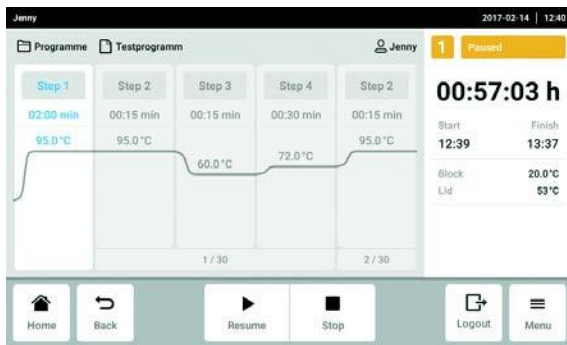 Jenny 2017-02-14 | 12:40
Programme Testprogramm Jenny
1 Paused
Step 1 Step 2 Step 3 Step 4 Step 2
02:00 min 00:15 min 00:15 min 00:30 min 00:15 min
95.0°C 95.0°C 60.0°C 72.0°C 95.0°C
1 / 30 2 / 30
00:57:03 h
Start Finish
12:39 13:37
Block 20.0°C
Lid 53°C
Home Back Resume Stop Logout Menu